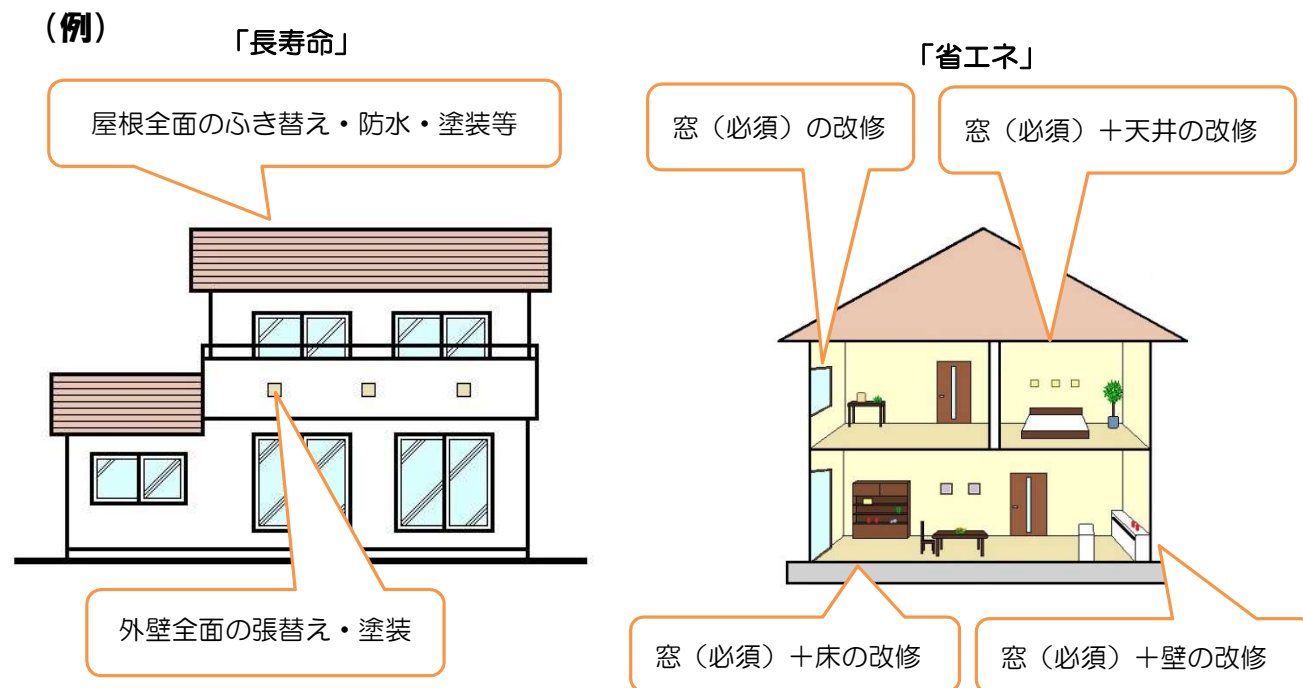 （例）
「長寿命」
屋根全面のふき替え・防水・塗装等
外壁全面の張替え・塗装
「省エネ」
窓（必須）の改修
窓（必須）＋天井の改修
窓（必須）＋床の改修
窓（必須）＋壁の改修